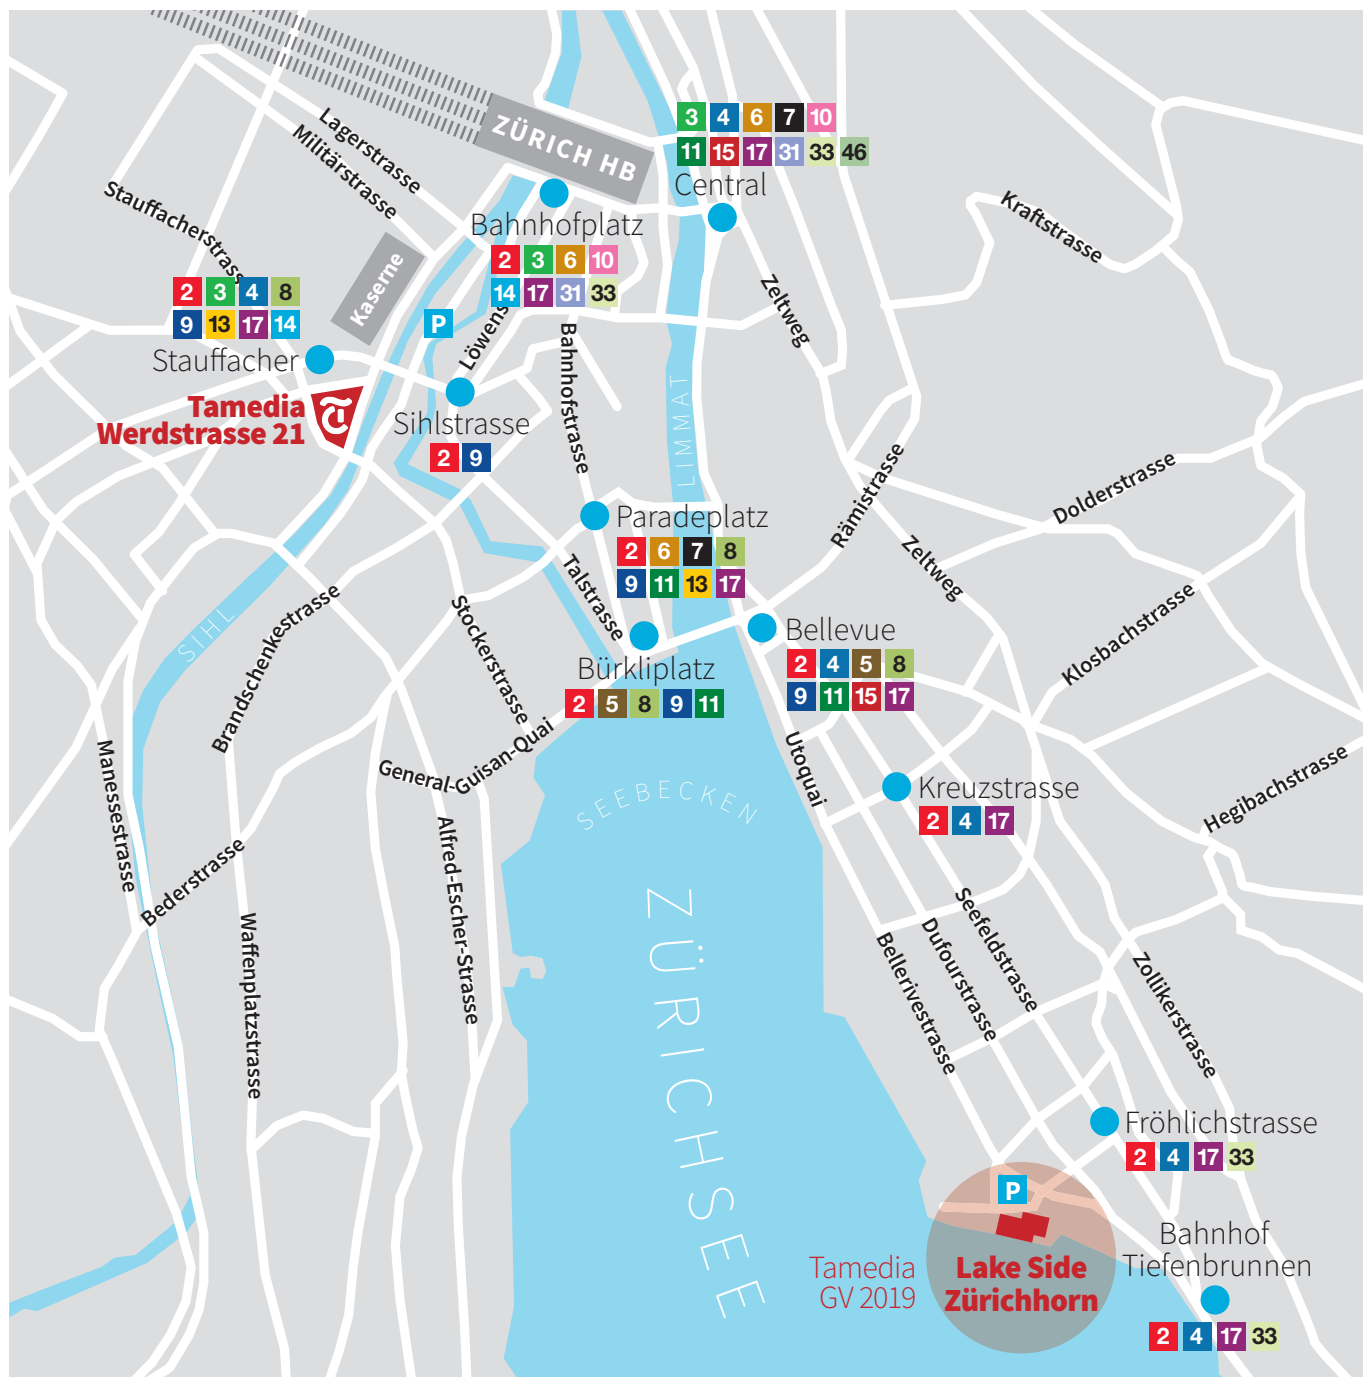 ZÜRICH HB
3 4 6 7 10
11 15 17 31 33 46
Central
Lagerstrasse
Militärstrasse
Stauffacherstrass
Kraftstrasse
Bahnhofplatz
2 3 6 10
14 17 31 33
Kaserne
2 3 4 8
9 13 17 14
Stauffacher
P
Löwens
Bahnhofstrasse
Zeltweg
LIMMAT
Tamedia
Werdstrasse 21
Sihlstrasse
2 9
Rämistrasse
Dolderstrasse
Paradeplatz
2 6 7 8
9 11 13 17
Zeltweg
Talstrasse
SIHL
Brandschenkestrasse
Stockerstrasse
Klosbachstrasse
Bellevue
2 4 5 8
9 11 15 17
Bürkliplatz
2 5 8 9 11
General-Guisan-Quai
Utoquai
Manessestrasse
SEEBECKEN
Kreuzstrasse
2 4 17
Hegibachstrasse
Alfred-Escher-Strasse
Bederstrasse
Waffenplatzstrasse
ZÜRICHSEE
Seefeldstrasse
Dufourstrasse
Bellerivestrasse
Zollikerstrasse
Fröhlichstrasse
2 4 17 33
P
Tamedia
GV 2019
Lake Side
Zürichhorn
Bahnhof
Tiefenbrunnen
2 4 17 33